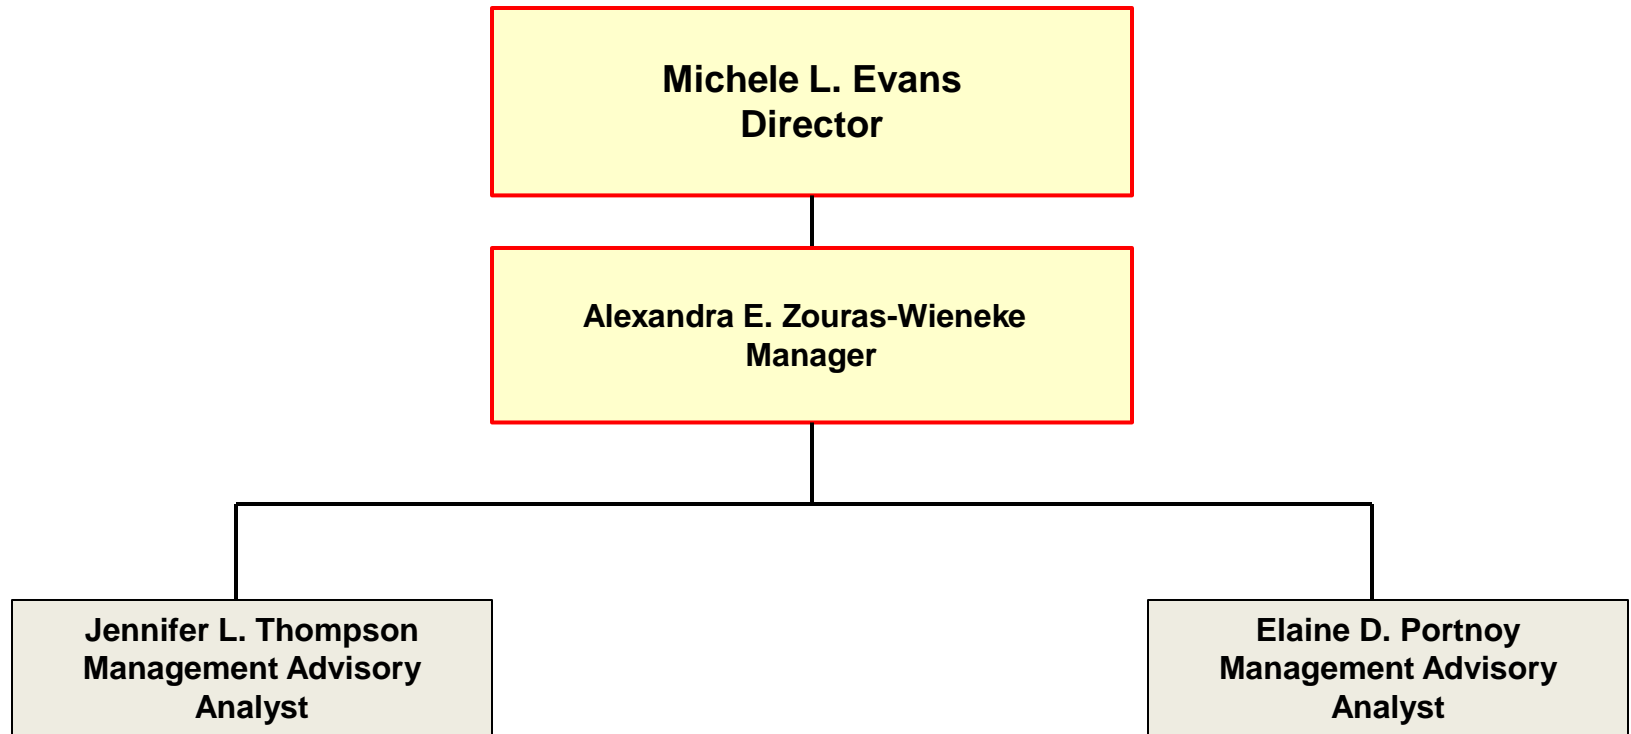 Michele L. Evans
Director
Alexandra E. Zouras-Wieneke
Manager
Jennifer L. Thompson
Management Advisory
Analyst
Elaine D. Portnoy
Management Advisory
Analyst